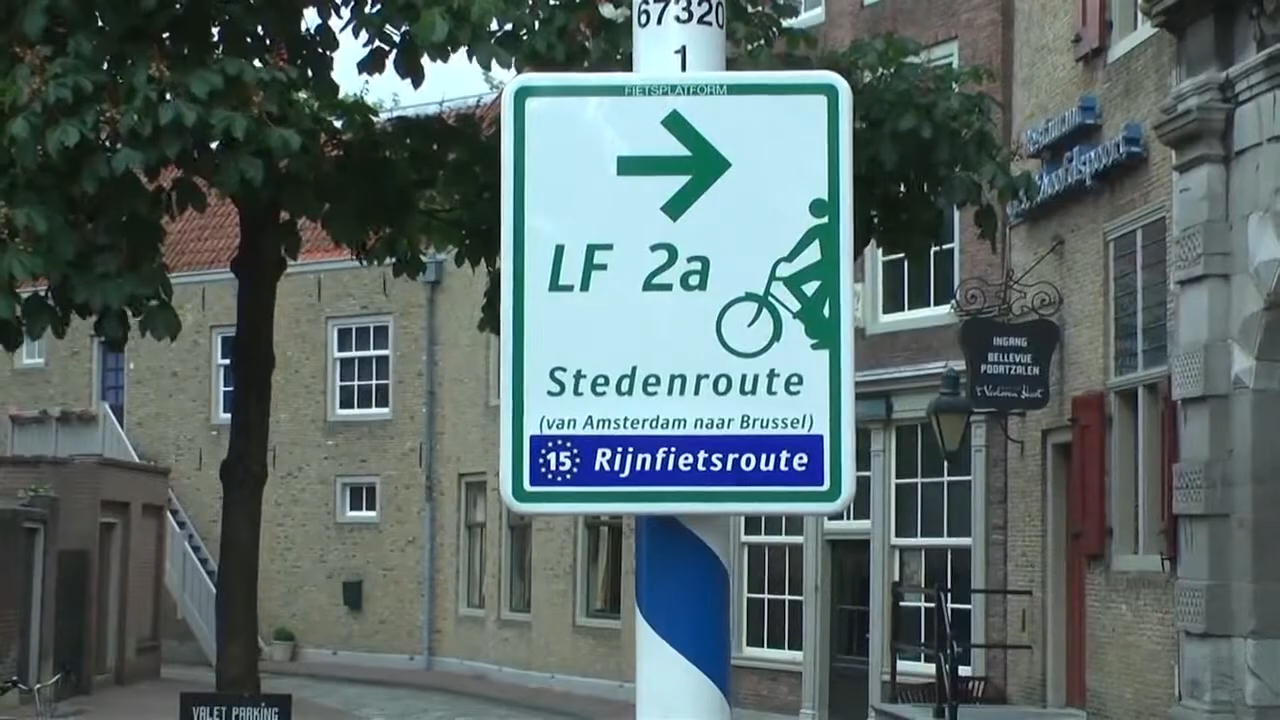 67320
1
FIETSPLATFORM
LF 2a
Stedenroute
(van Amsterdam naar Brussel)
15 Rijnfietsroute
INGANG
BELLEVUE
POORTZALEN
VALET PARKING